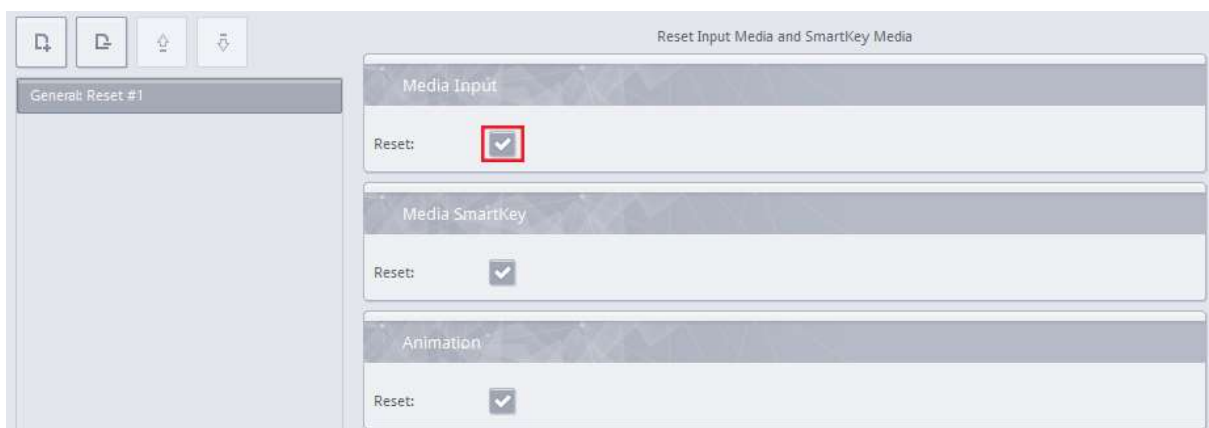 Reset Input Media and SmartKey Media
General: Reset #1
Media Input
Reset:
Media SmartKey
Reset:
Animation
Reset: